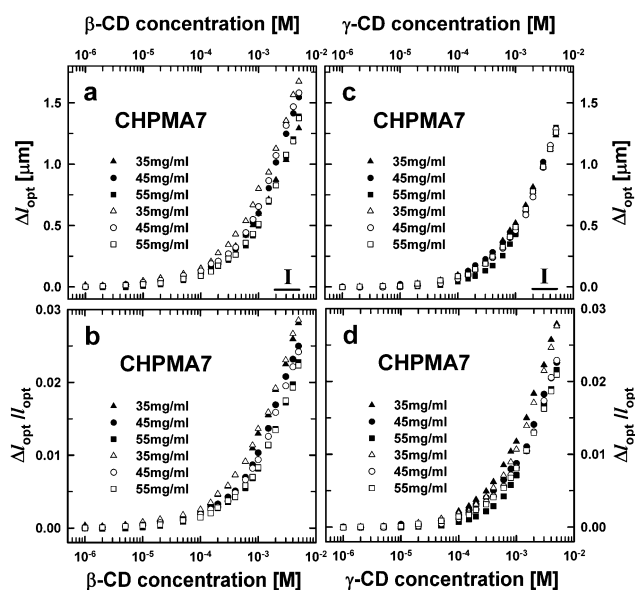 β-CD concentration [M]
γ-CD concentration [M]
10-6 10-5 10-4 10-3 10-2
10-6 10-5 10-4 10-3 10-2
Δlopt [μm]
1.5
1.0
0.5
0.0
a
CHPMA7
35mg/ml
45mg/ml
55mg/ml
35mg/ml
45mg/ml
55mg/ml
I
c
CHPMA7
35mg/ml
45mg/ml
55mg/ml
35mg/ml
45mg/ml
55mg/ml
I
Δlopt [μm]
1.5
1.0
0.5
0.0
Δlopt /lopt
0.03
0.02
0.01
0.00
b
CHPMA7
35mg/ml
45mg/ml
55mg/ml
35mg/ml
45mg/ml
55mg/ml
d
CHPMA7
35mg/ml
45mg/ml
55mg/ml
35mg/ml
45mg/ml
55mg/ml
Δlopt /lopt
0.03
0.02
0.01
0.00
10-6 10-5 10-4 10-3 10-2
10-6 10-5 10-4 10-3 10-2
β-CD concentration [M]
γ-CD concentration [M]